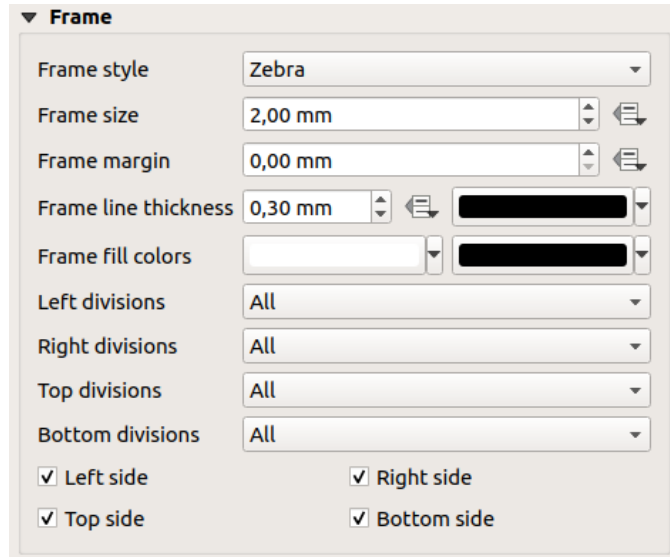 Frame
Frame style Zebra
Frame size 2,00 mm
Frame margin 0,00 mm
Frame line thickness 0,30 mm
Frame fill colors
Left divisions All
Right divisions All
Top divisions All
Bottom divisions All
Left side Right side
Top side Bottom side